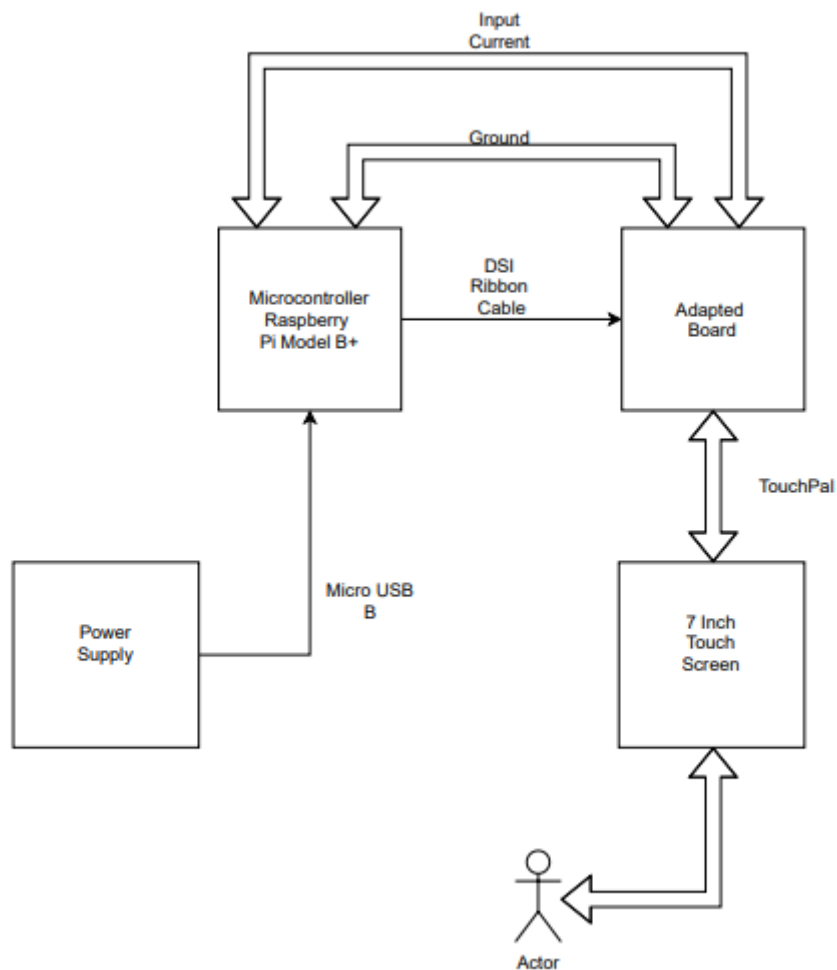 Input
Current
Ground
Microcontroller
Raspberry
Pi Model B+
DSI
Ribbon
Cable
Adapted
Board
TouchPal
Power
Supply
Micro USB
B
7 Inch
Touch
Screen
Actor